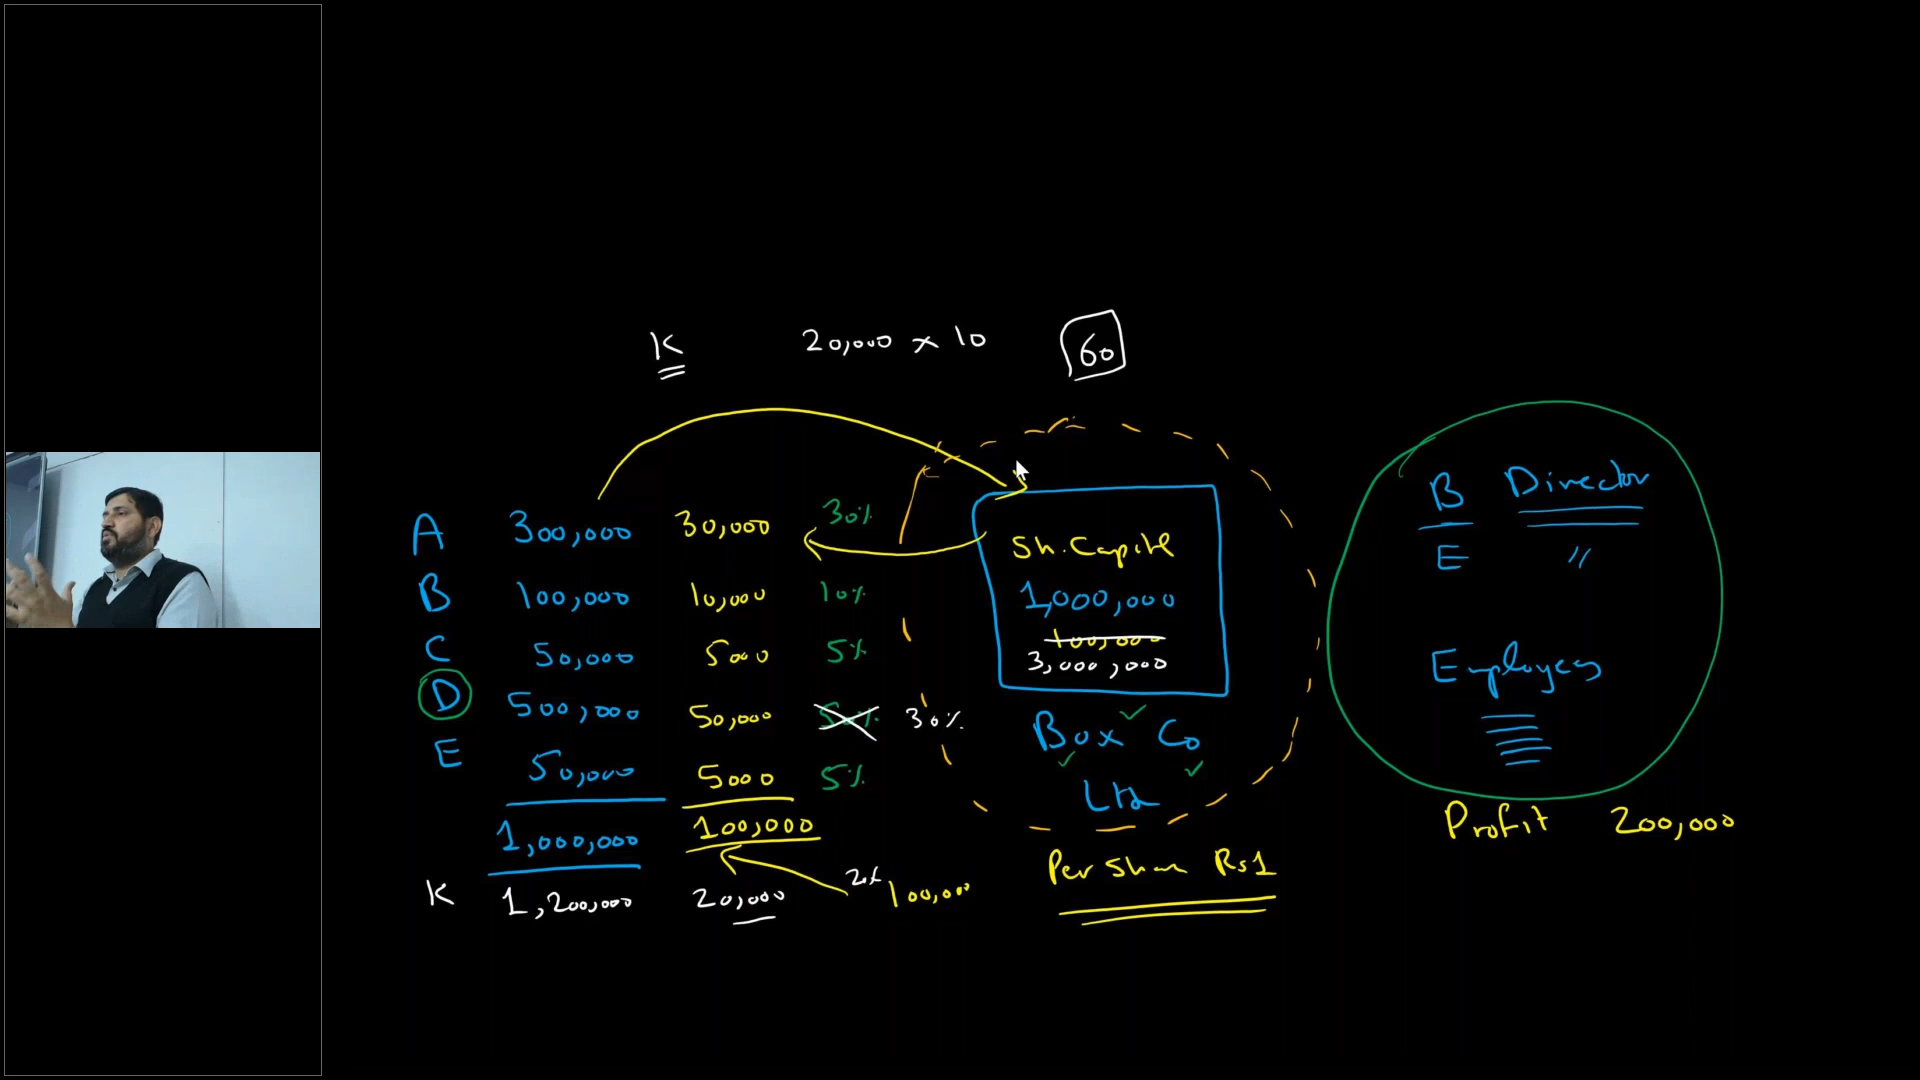 K 20,000 x 10 60
A 300,000 30,000 30%
B 100,000 10,000 10%
C 50,000 5000 5%
D 500,000 50,000 50% 30%
E 50,000 5000 5%
1,000,000 100,000
K 1,200,000 20,000 100,000
Sh. Capital
1,000,000
100,000
3,000,000
Box Co
Ltd
Per Share Rs1
B Director
E "
Employees
Profit 200,000